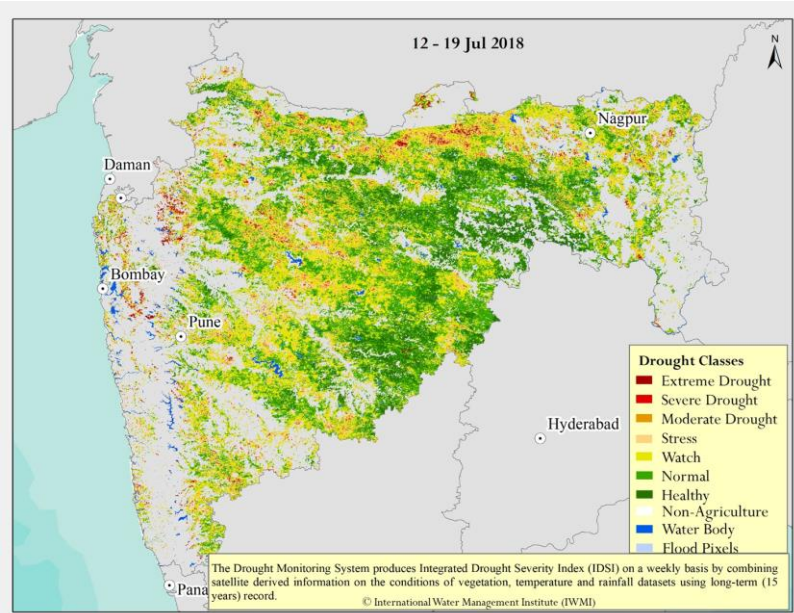 12 - 19 Jul 2018
N
Nagpur
Daman
Bombay
Pune
Hyderabad
Pana
Drought Classes
Extreme Drought
Severe Drought
Moderate Drought
Stress
Watch
Normal
Healthy
Non-Agriculture
Water Body
Flood Pixels
The Drought Monitoring System produces Integrated Drought Severity Index (IDSI) on a weekly basis by combining
satellite derived information on the conditions of vegetation, temperature and rainfall datasets using long-term (15
years) record.
© International Water Management Institute (IWMI)